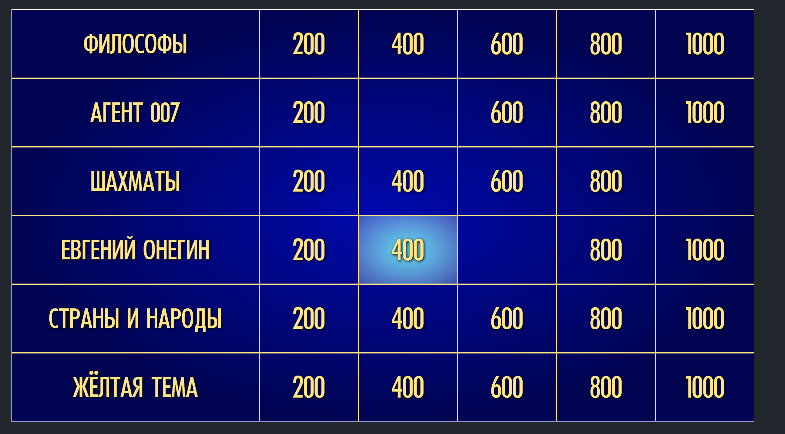 ФИЛОСОФЫ 200 400 600 800 1000
АГЕНТ 007 200 600 800 1000
ШАХМАТЫ 200 400 600 800
ЕВГЕНИЙ ОНЕГИН 200 400 800 1000
СТРАНЫ И НАРОДЫ 200 400 600 800 1000
ЖЁЛТАЯ ТЕМА 200 400 600 800 1000